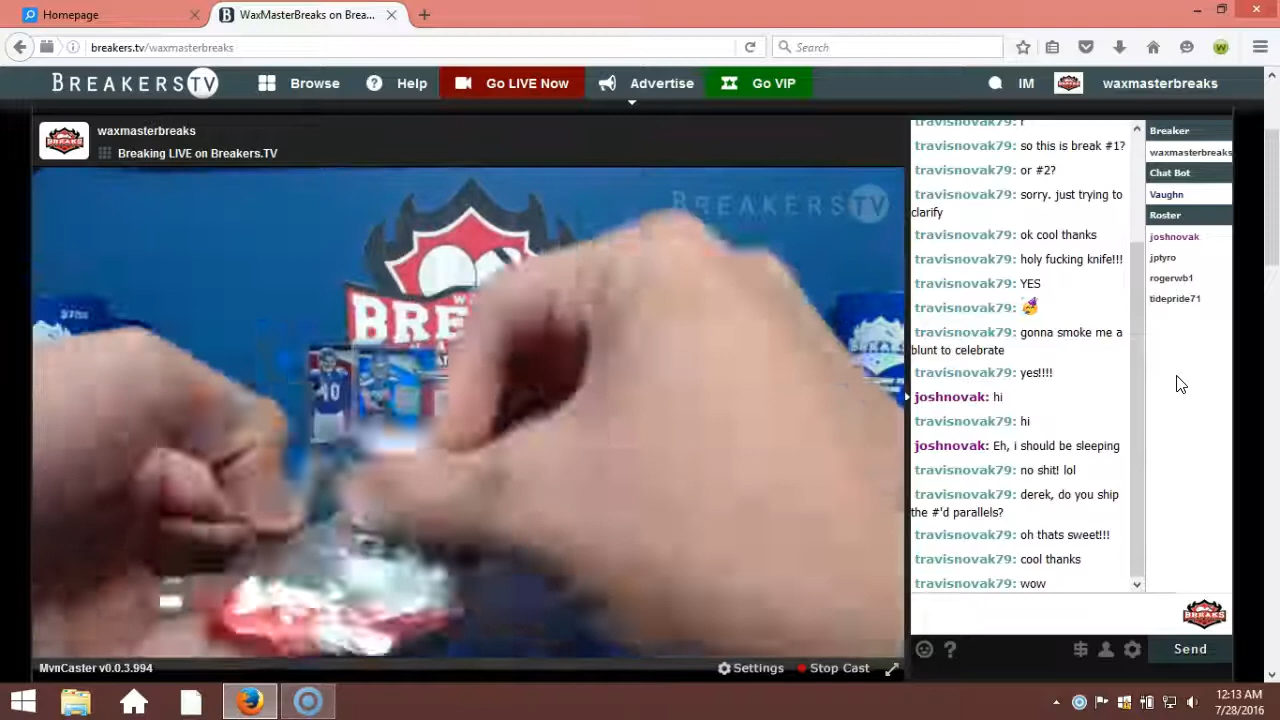 Homepage
WaxMasterBreaks on Brea...
breakers.tv/waxmasterbreaks
Search
BREAKERS TV
Browse
Help
Go LIVE Now
Advertise
Go VIP
IM
waxmasterbreaks
waxmasterbreaks
Breaking LIVE on Breakers.TV
BREAKERS TV
BRE
40
MvnCaster v0.0.3.994
Settings
Stop Cast
travisnovak79: so this is break #1?
travisnovak79: or #2?
travisnovak79: sorry. just trying to
clarify
travisnovak79: ok cool thanks
travisnovak79: holy fucking knife!!!
travisnovak79: YES
travisnovak79:
travisnovak79: gonna smoke me a
blunt to celebrate
travisnovak79: yes!!!!
joshnovak: hi
travisnovak79: hi
joshnovak: Eh, i should be sleeping
travisnovak79: no shit! lol
travisnovak79: derek, do you ship
the #'d parallels?
travisnovak79: oh thats sweet!!!
travisnovak79: cool thanks
travisnovak79: wow
Breaker
waxmasterbreaks
Chat Bot
Vaughn
Roster
joshnovak
jptyro
rogerwb1
tidepride71
Send
12:13 AM
7/28/2016